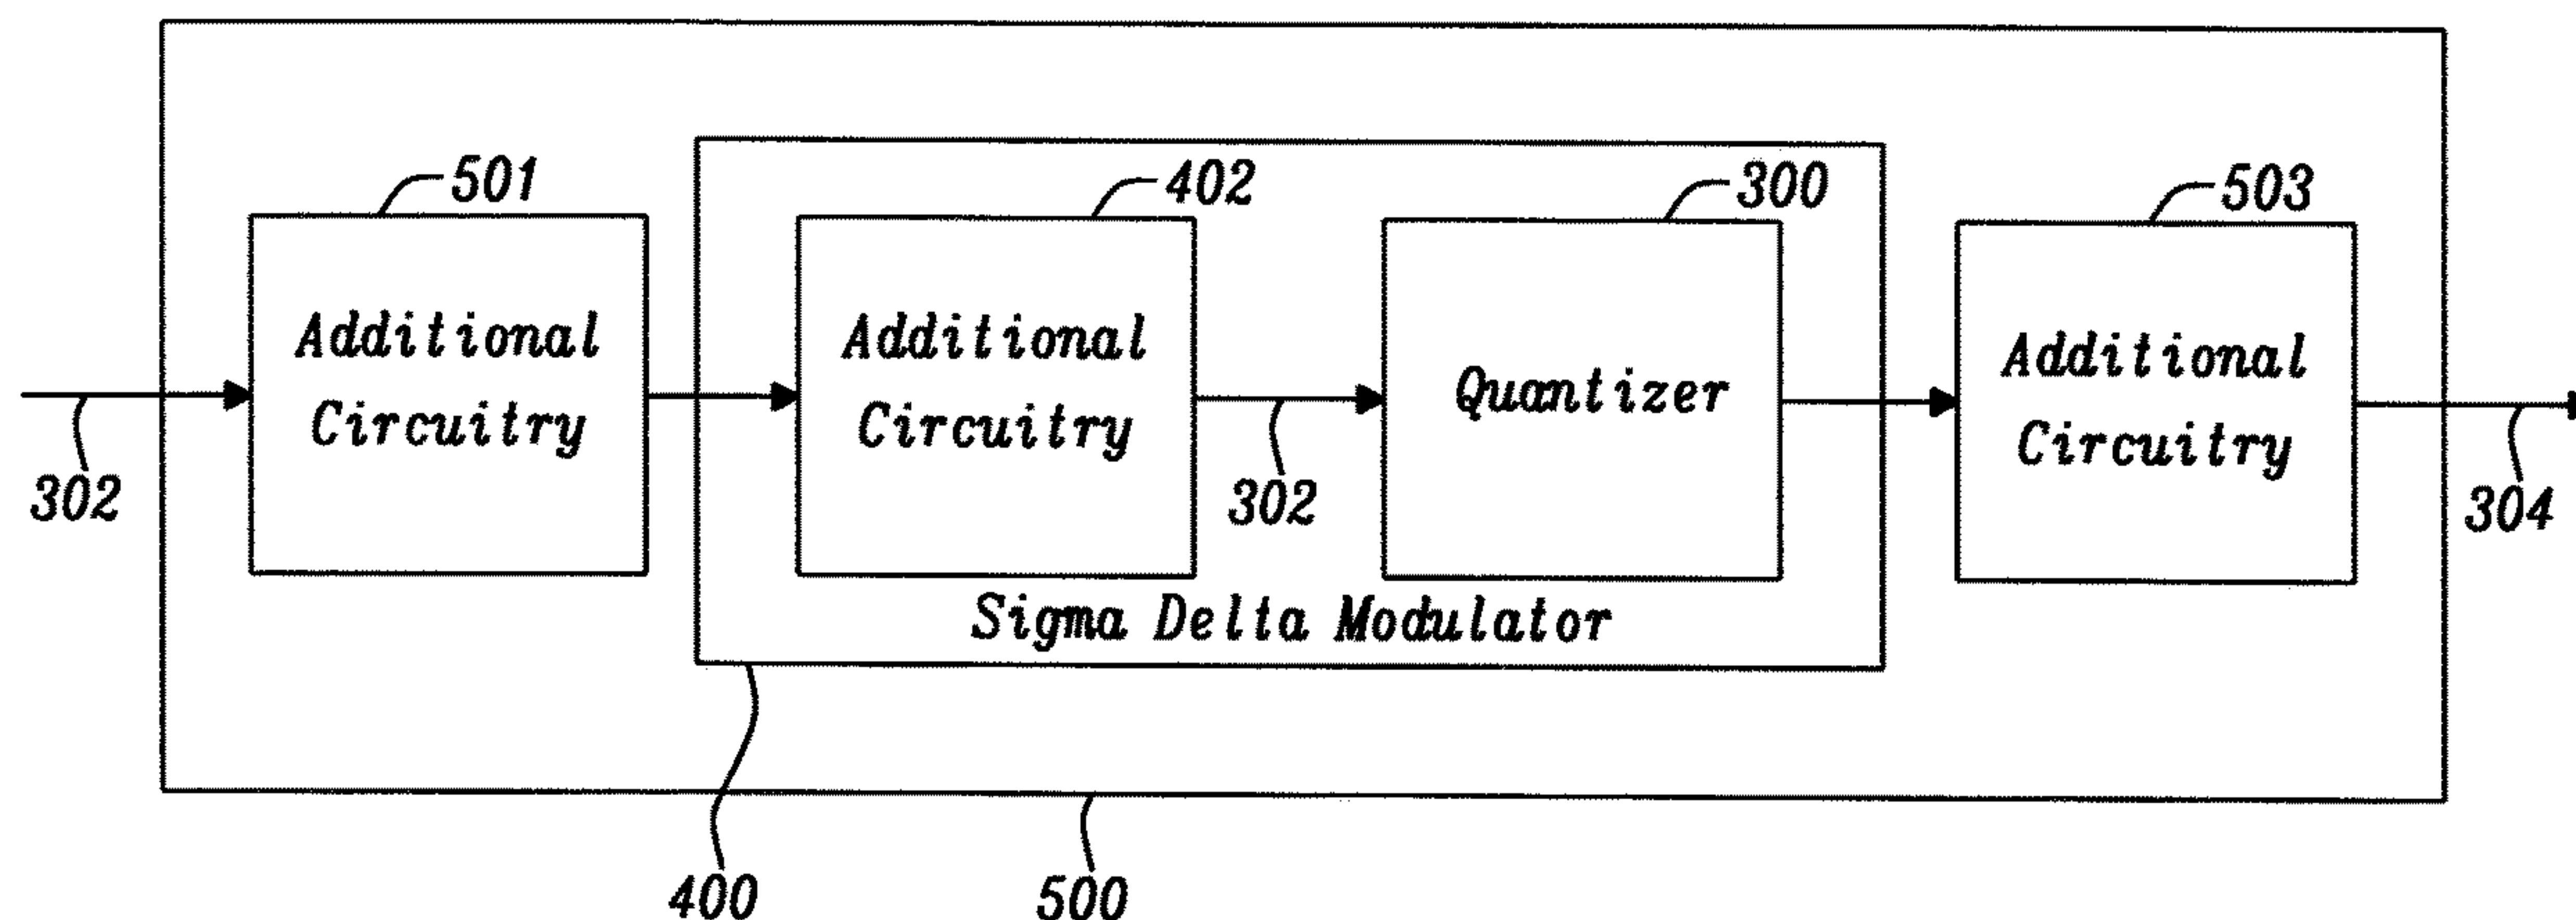 501
402
300
503
Additional
Circuitry
Additional
Circuitry
Quantizer
Additional
Circuitry
302
302
304
Sigma Delta Modulator
400
500